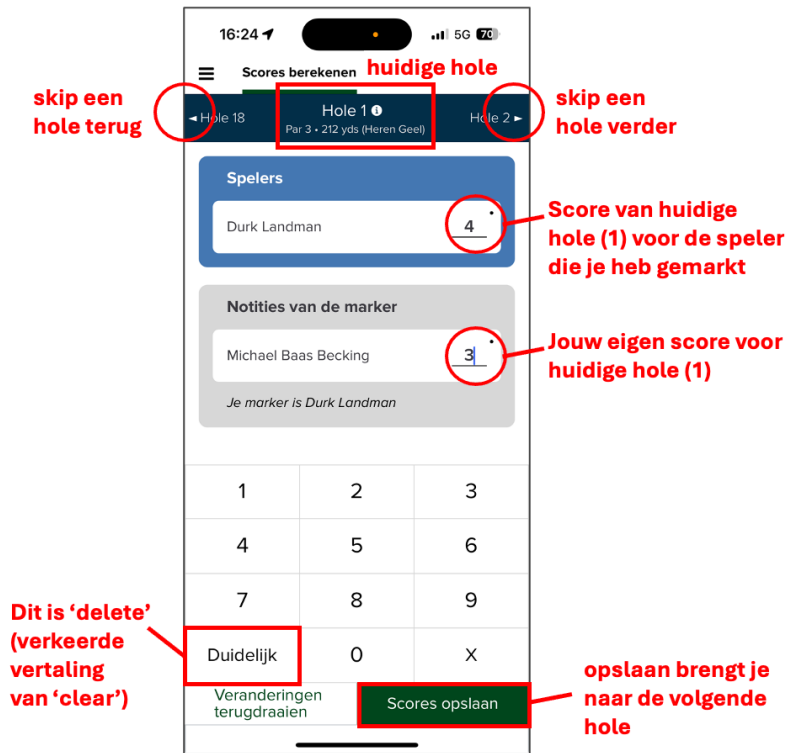 16:24
5G 70
Scores berekenen
huidige hole
skip een
hole terug
◄ Hole 18
Hole 1
Par 3 • 212 yds (Heren Geel)
Hole 2 ►
skip een
hole verder
Spelers
Durk Landman
4
Score van huidige
hole (1) voor de speler
die je heb gemarkt
Notities van de marker
Michael Baas Becking
3
Jouw eigen score voor
huidige hole (1)
Je marker is Durk Landman
1 2 3
4 5 6
7 8 9
Dit is ‘delete’
(verkeerde
vertaling
van ‘clear’)
Duidelijk 0 X
Veranderingen
terugdraaien
Scores opslaan
opslaan brengt je
naar de volgende
hole